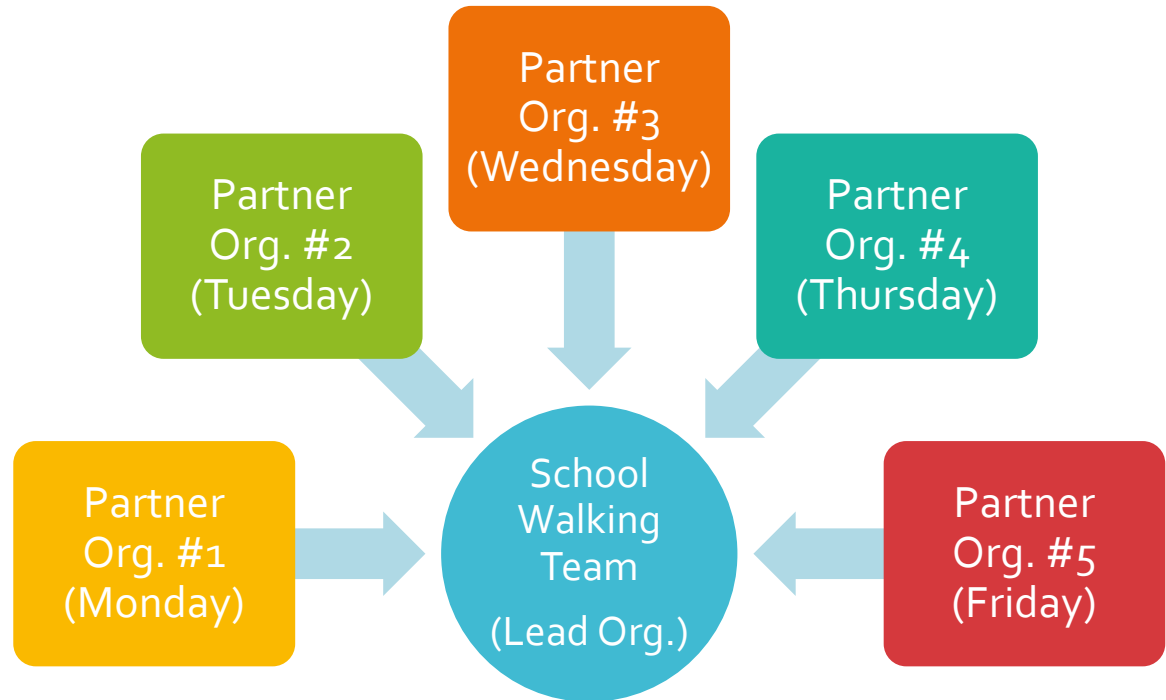 Partner
Org. #1
(Monday)
Partner
Org. #2
(Tuesday)
Partner
Org. #3
(Wednesday)
Partner
Org. #4
(Thursday)
Partner
Org. #5
(Friday)
School
Walking
Team
(Lead Org.)